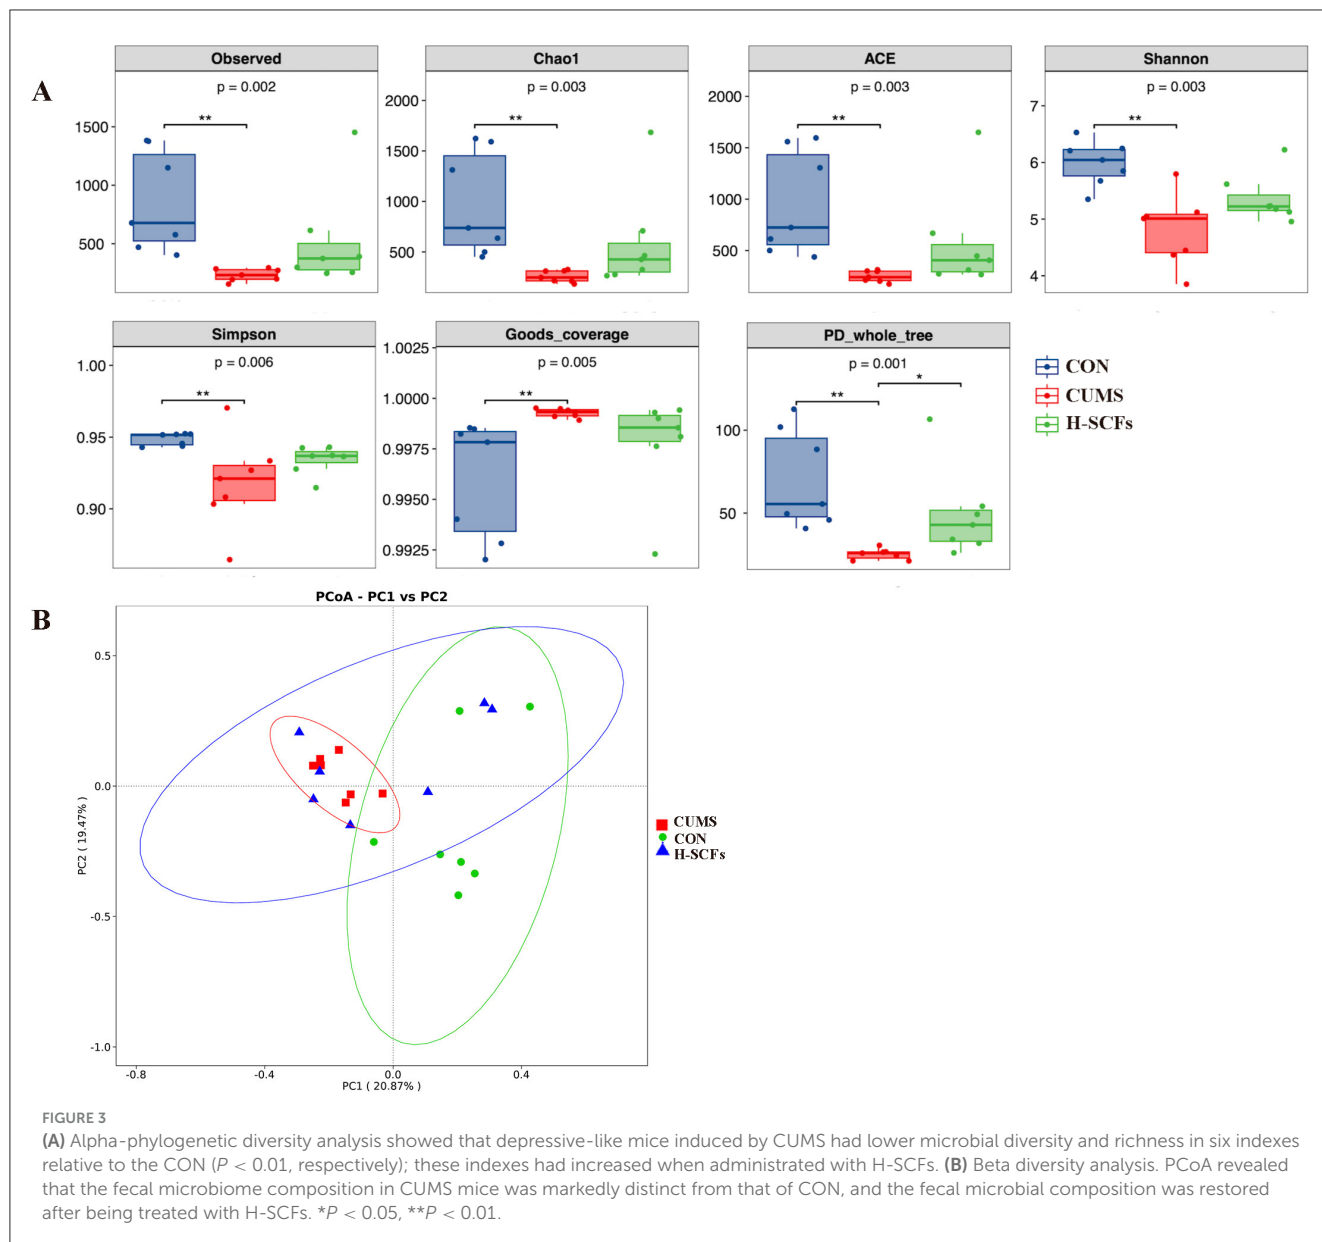 A
Observed
p = 0.002
**
1500
1000
500
Chao1
p = 0.003
**
2000
1500
1000
500
ACE
p = 0.003
**
2000
1500
1000
500
Shannon
p = 0.003
**
7
6
5
4
Simpson
p = 0.006
**
1.00
0.95
0.90
Goods_coverage
p = 0.005
**
1.0025
1.0000
0.9975
0.9950
0.9925
PD_whole_tree
p = 0.001
**
*
100
50
CON
CUMS
H-SCFs
B
PCoA - PC1 vs PC2
0.5
0.0
-0.5
-1.0
PC2 ( 19.47% )
-0.8
-0.4
0.0
0.4
PC1 ( 20.87% )
CUMS
CON
H-SCFs
FIGURE 3
(A) Alpha-phylogenetic diversity analysis showed that depressive-like mice induced by CUMS had lower microbial diversity and richness in six indexes
relative to the CON (P < 0.01, respectively); these indexes had increased when administrated with H-SCFs. (B) Beta diversity analysis. PCoA revealed
that the fecal microbiome composition in CUMS mice was markedly distinct from that of CON, and the fecal microbial composition was restored
after being treated with H-SCFs. *P < 0.05, **P < 0.01.